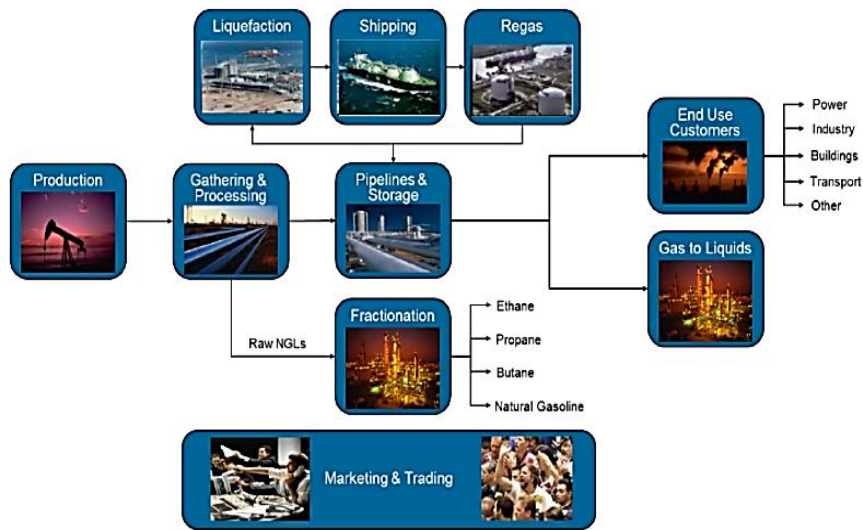 Liquefaction
Shipping
Regas
End Use
Customers
Power
Industry
Buildings
Transport
Other
Production
Gathering &
Processing
Pipelines &
Storage
Gas to Liquids
Raw NGLs
Fractionation
Ethane
Propane
Butane
Natural Gasoline
Marketing & Trading